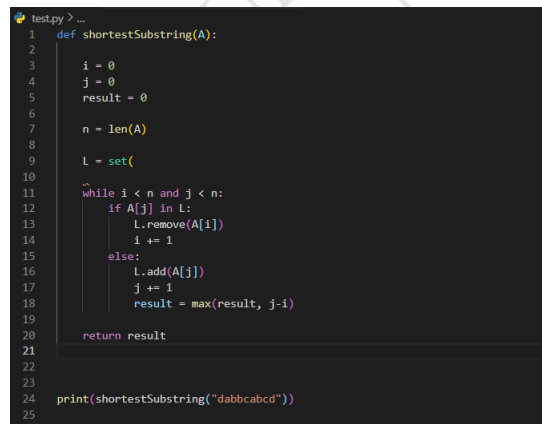 test.py > ...
1 def shortestSubstring(A):
2
3 i = 0
4 j = 0
5 result = 0
6
7 n = len(A)
8
9 L = set(
10
11 while i < n and j < n:
12 if A[j] in L:
13 L.remove(A[i])
14 i += 1
15 else:
16 L.add(A[j])
17 j += 1
18 result = max(result, j-i)
19
20 return result
21
22
23
24 print(shortestSubstring("dabbcabcd"))
25